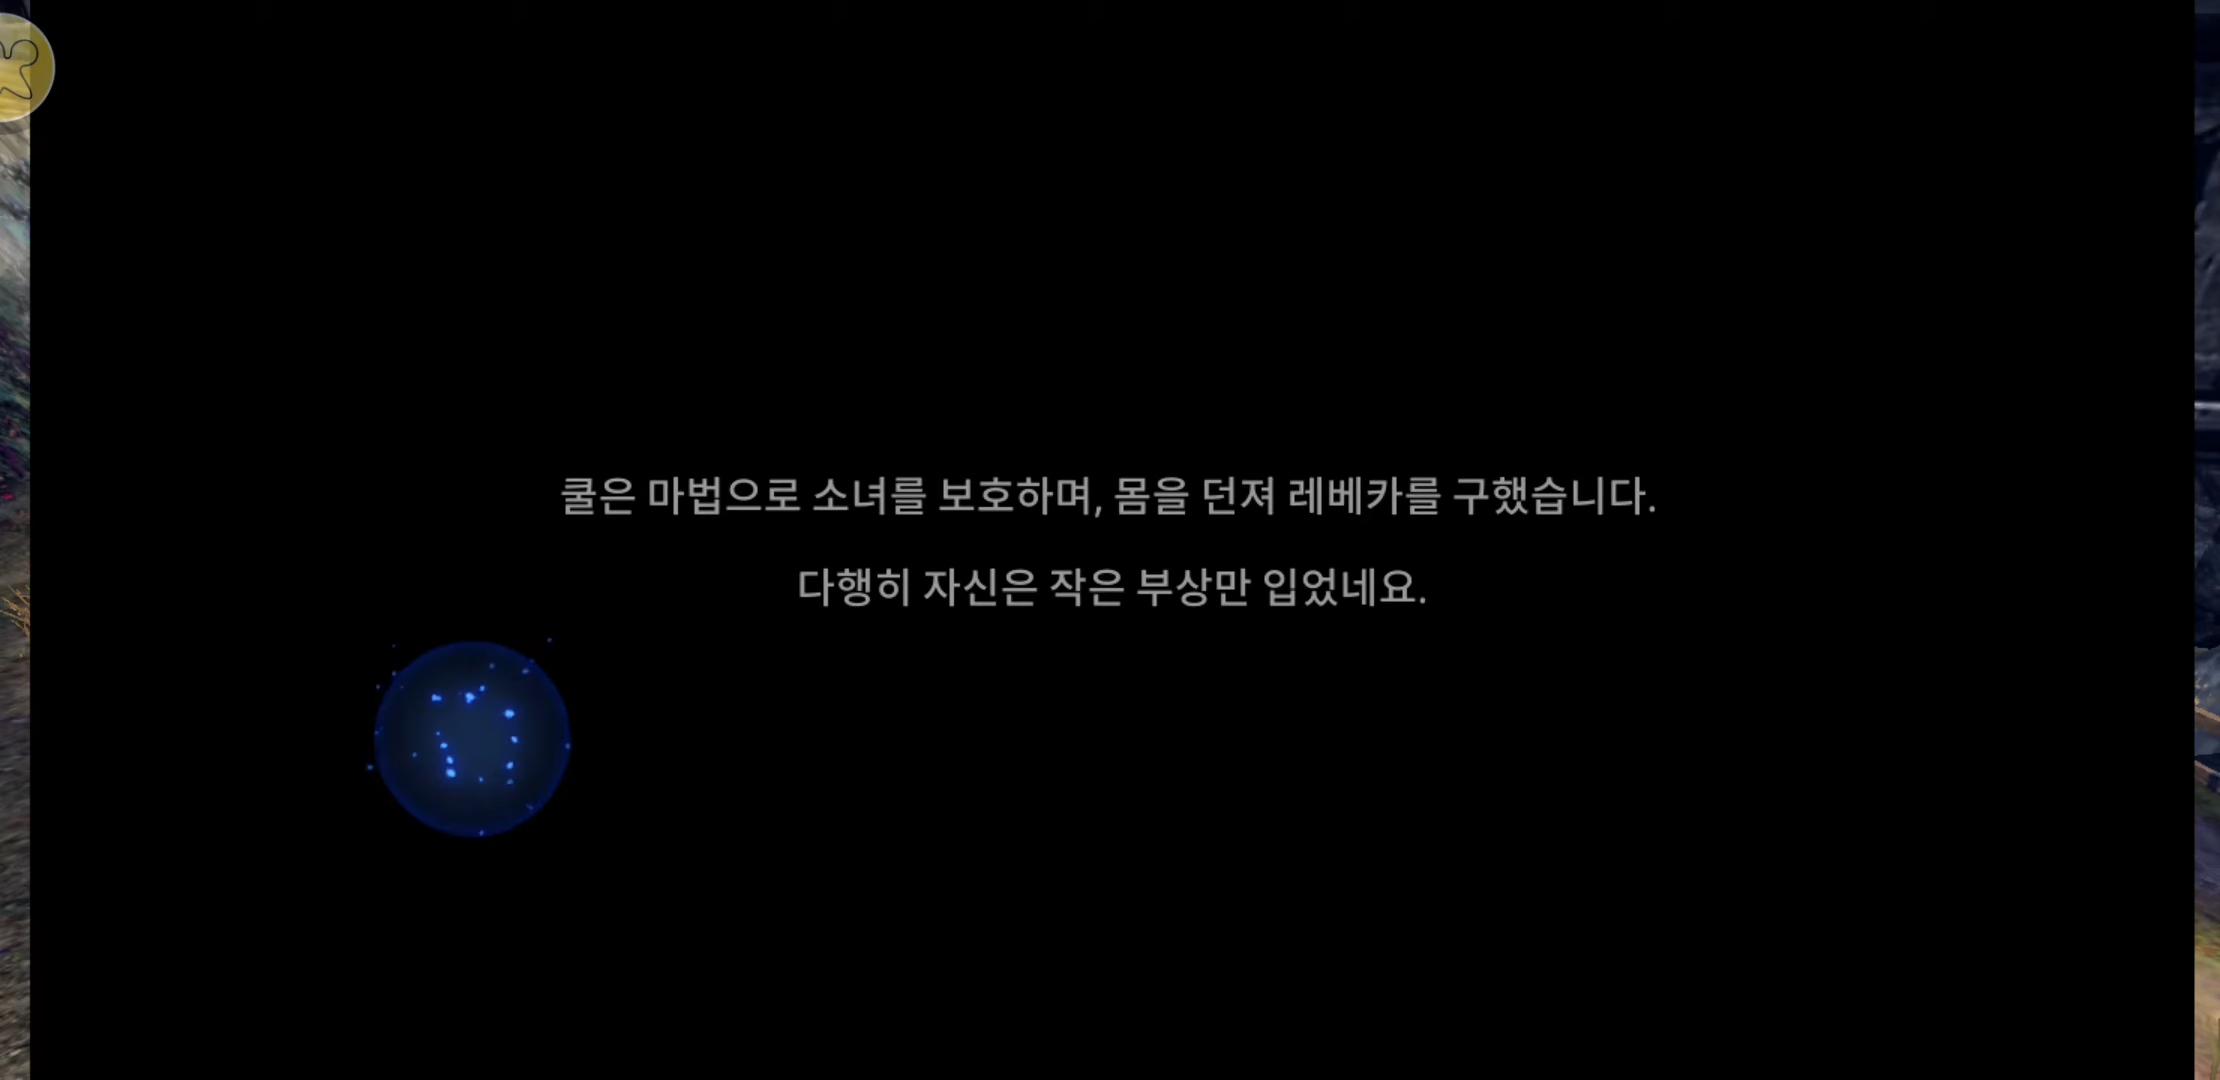 쿨은 마법으로 소녀를 보호하며, 몸을 던져 레베카를 구했습니다.
다행히 자신은 작은 부상만 입었네요.